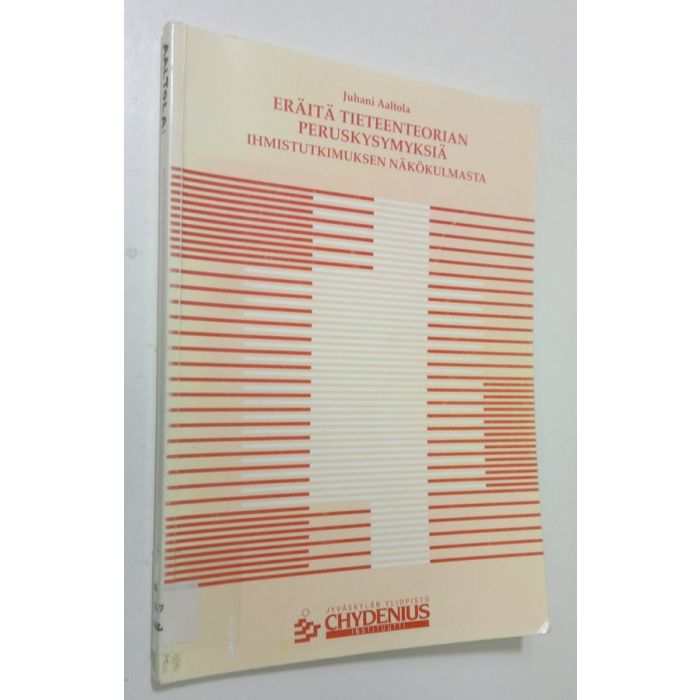 Juhani Aaltola
ERÄITÄ TIETEENTEORIAN
PERUSKYSYMYKSIÄ
IHMISTUTKIMUKSEN NÄKÖKULMASTA
JYVÄSKYLÄN YLIOPISTO
CHYDENIUS
INSTITUUTTI
AALTOLA: